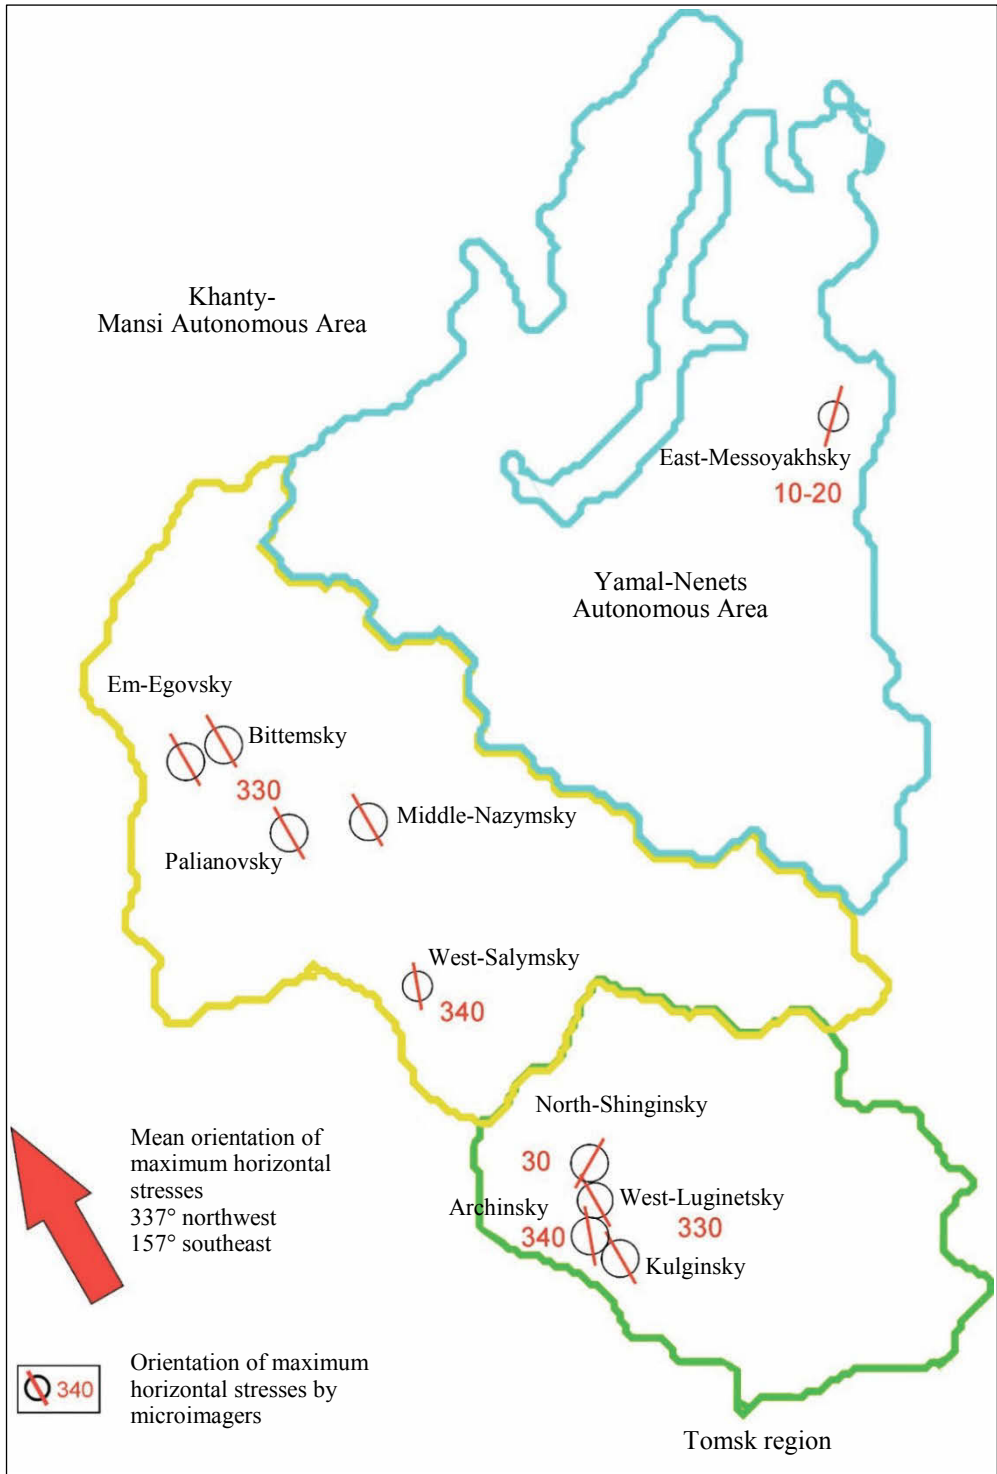 Khanty-
Mansi Autonomous Area
East-Messoyakhsky
10-20
Yamal-Nenets
Autonomous Area
Em-Egovsky
Bittemsky
330
Middle-Nazymsky
Palianovsky
West-Salymsky
340
North-Shinginsky
30
West-Luginetsky
Archinsky
330
340
Kulginsky
Mean orientation of
maximum horizontal
stresses
337° northwest
157° southeast
340
Orientation of maximum
horizontal stresses by
microimagers
Tomsk region